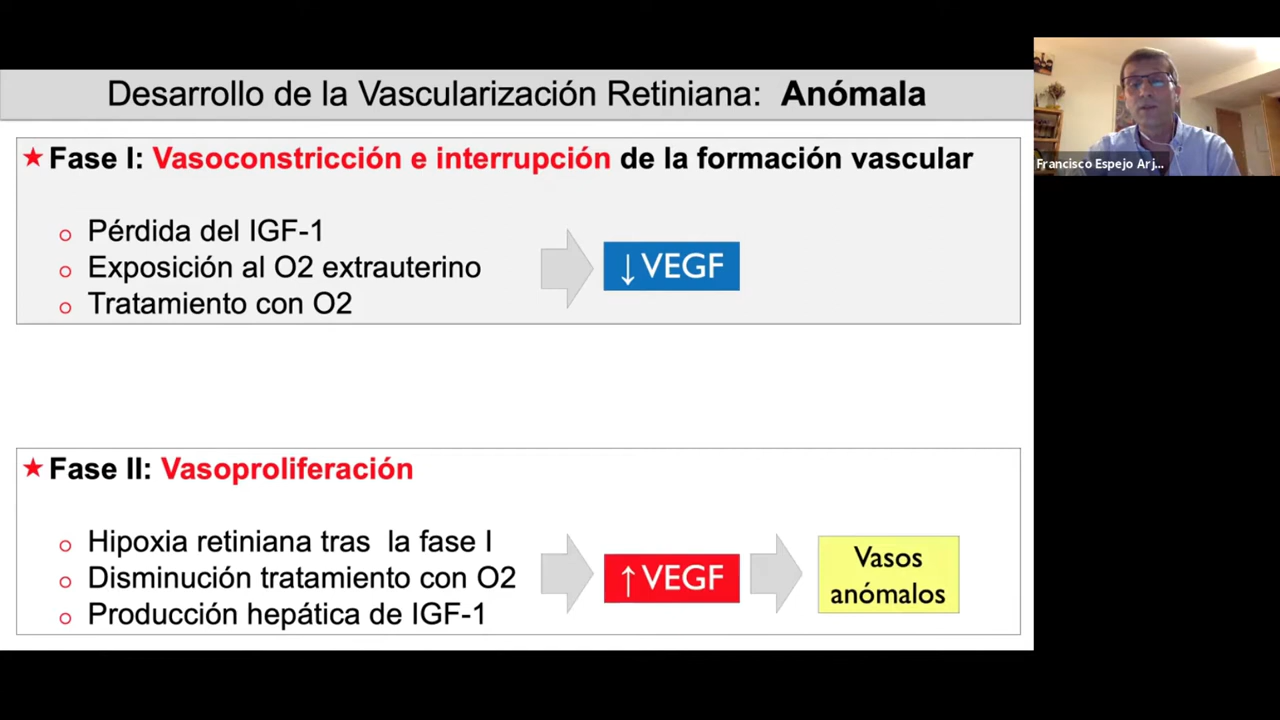 Desarrollo de la Vascularización Retiniana: Anómala
★ Fase I: Vasoconstricción e interrupción de la formación vascular
o Pérdida del IGF-1
o Exposición al O2 extrauterino
o Tratamiento con O2
↓VEGF
★ Fase II: Vasoproliferación
o Hipoxia retiniana tras la fase I
o Disminución tratamiento con O2
o Producción hepática de IGF-1
↑VEGF
Vasos
anómalos
Francisco Espejo Arj...